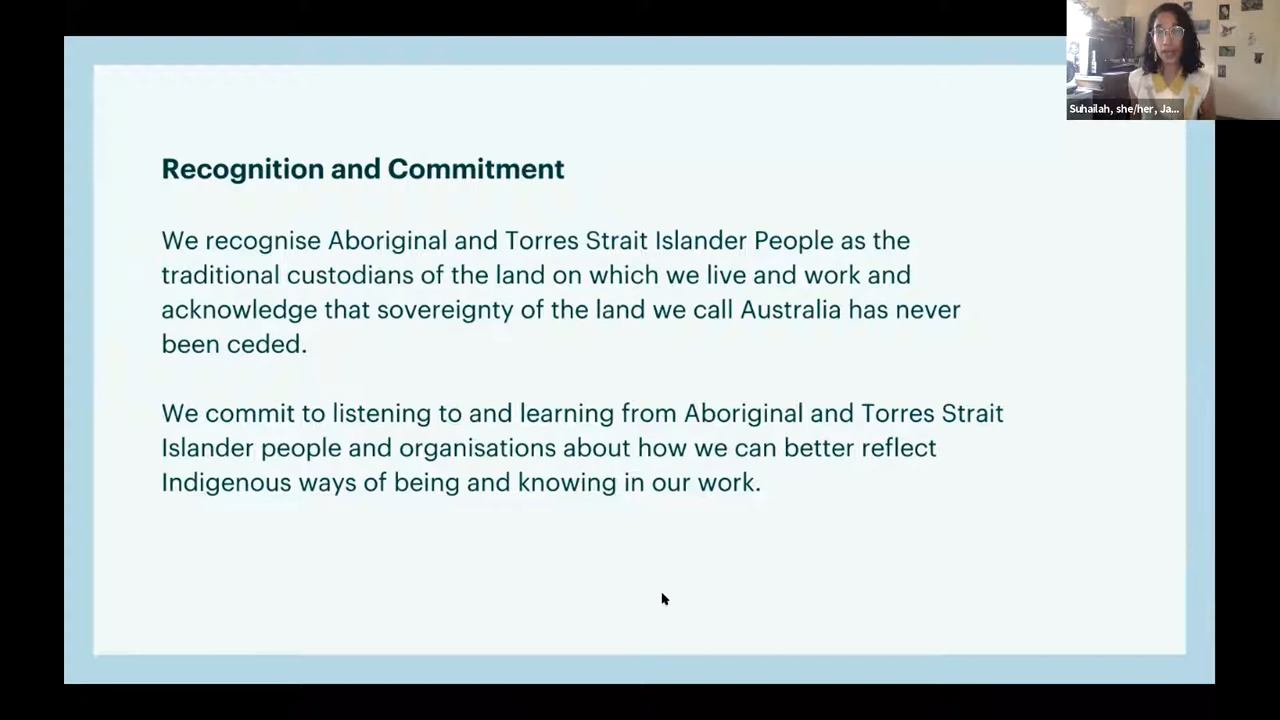 Recognition and Commitment
We recognise Aboriginal and Torres Strait Islander People as the
traditional custodians of the land on which we live and work and
acknowledge that sovereignty of the land we call Australia has never
been ceded.
We commit to listening to and learning from Aboriginal and Torres Strait
Islander people and organisations about how we can better reflect
Indigenous ways of being and knowing in our work.
Suhailah, she/her, Ja...